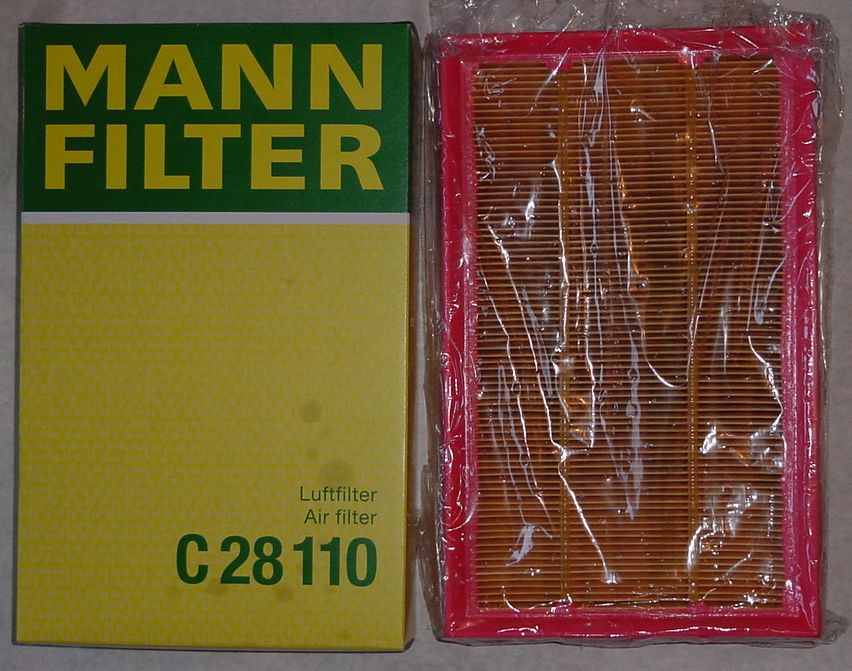 MANN
FILTER
Luftfilter
Air filter
C 28 110